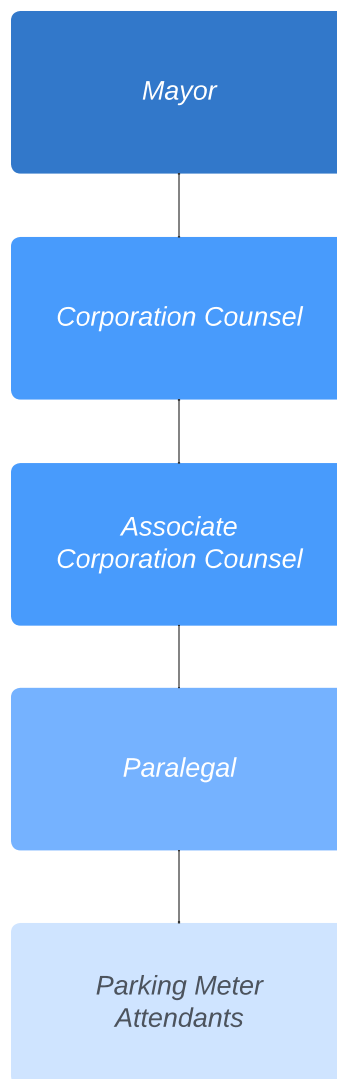 Mayor
Corporation Counsel
Associate
Corporation Counsel
Paralegal
Parking Meter
Attendants